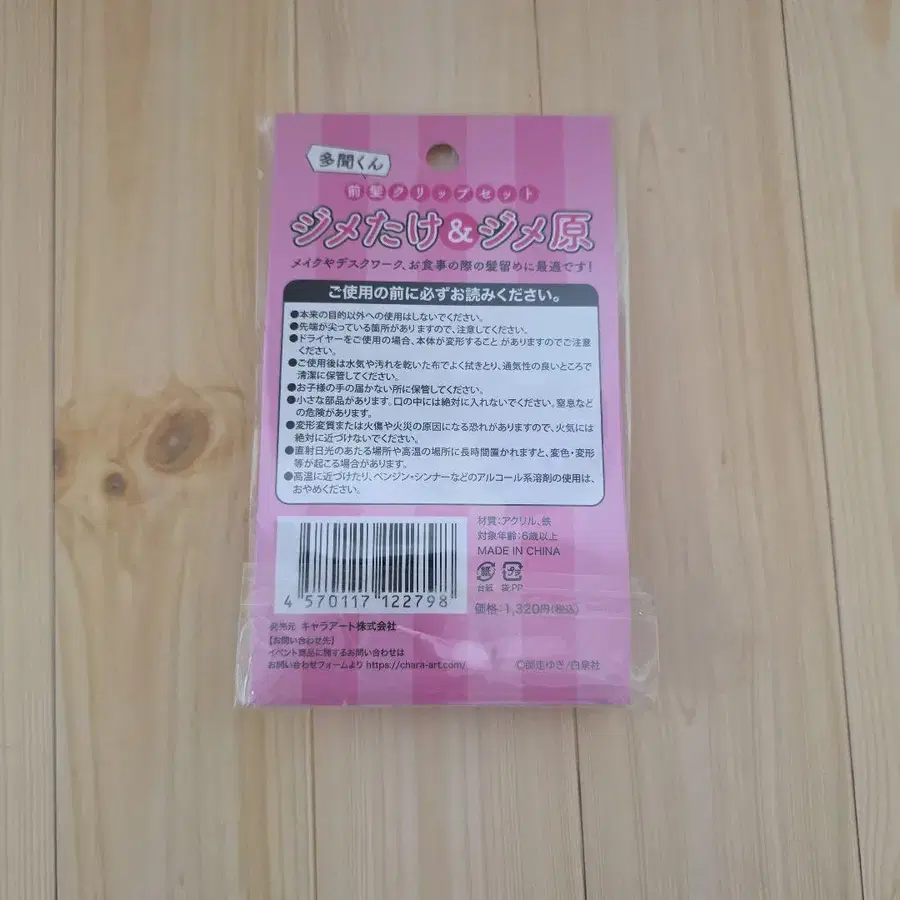 多聞くん
前髪クリップセット
ジメたけ&ジメ原
メイクやデスクワーク、お食事の際の髪留めに最適です!
ご使用の前に必ずお読みください。
●本来の目的以外への使用はしないでください。
●先端が尖っている箇所がありますので、注意してください。
●ドライヤーをご使用の場合、本体が変形することがありますのでご注意
ください。
●ご使用後は水気や汚れを乾いた布でよく拭きとり、通気性の良いところで
清潔に保管してください。
●お子様の手の届かない所に保管してください。
●小さな部品があります。口の中には絶対に入れないでください。窒息など
の危険があります。
●変形変質または火傷や火災の原因になる恐れがありますので、火気には
絶対に近づけないでください。
●直射日光のあたる場所や高温の場所に長時間置かれますと、変色・変形
等が起こる場合があります。
●高温に近づけたり、ベンジン・シンナーなどのアルコール系溶剤の使用は、
おやめください。
材質:アクリル、鉄
対象年齢:6歳以上
MADE IN CHINA
紙 プラ
台紙 袋:PP
4 570117 122798
価格:1,320円(税込)
発売元 キャラアート株式会社
【お問い合わせ先】
イベント商品に関するお問い合わせは
お問い合わせフォームより https://chara-art.com/
©師走ゆき/白泉社